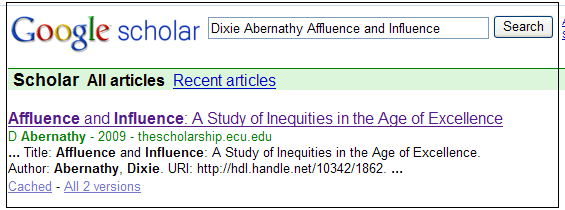 Google scholar Dixie Abernathy Affluence and Influence Search
Scholar All articles Recent articles
Affluence and Influence: A Study of Inequities in the Age of Excellence
D Abernathy - 2009 - thescholarship.ecu.edu
... Title: Affluence and Influence: A Study of Inequities in the Age of Excellence.
Author: Abernathy, Dixie. URI: http://hdl.handle.net/10342/1862. ...
Cached - All 2 versions